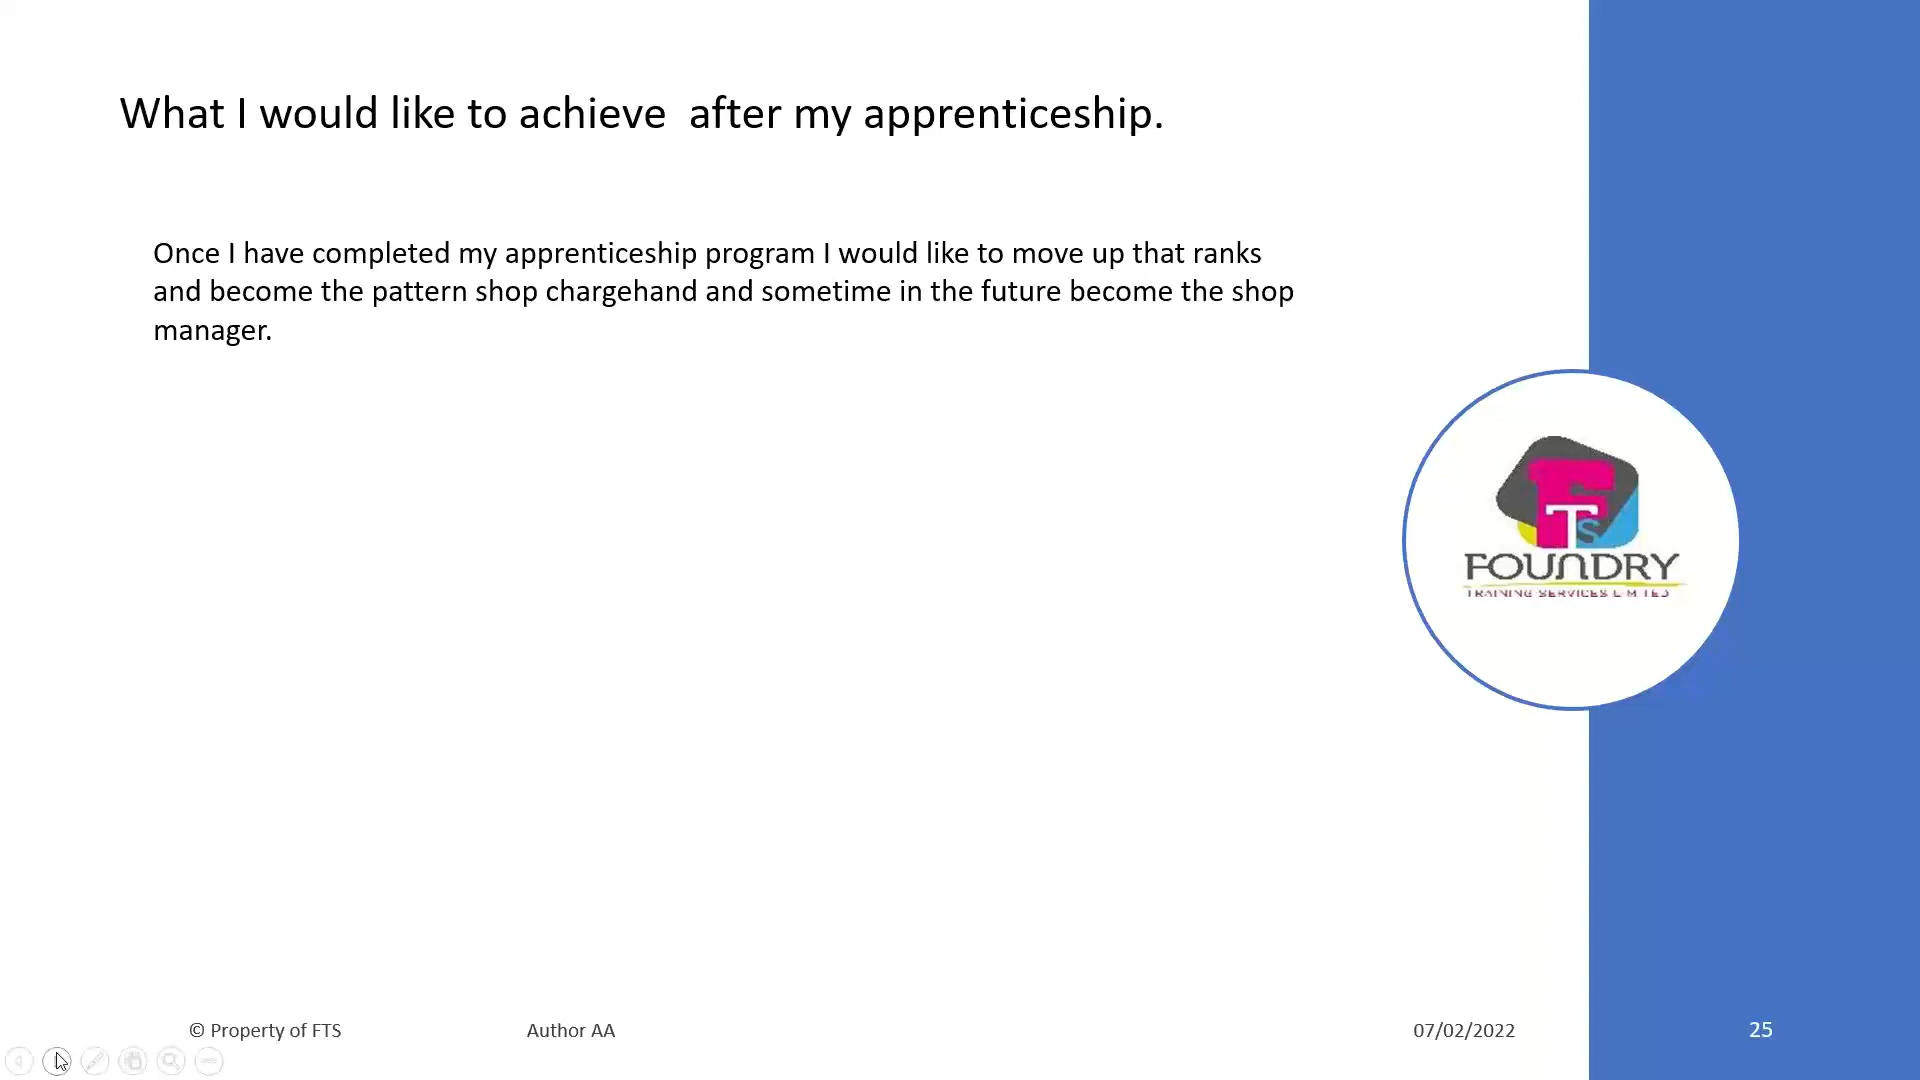 What I would like to achieve  after my apprenticeship.
Once I have completed my apprenticeship program I would like to move up that ranks
and become the pattern shop chargehand and sometime in the future become the shop
manager.
FTS
FOUNDRY
TRAINING SERVICES LIMITED
© Property of FTS
Author AA
07/02/2022
25